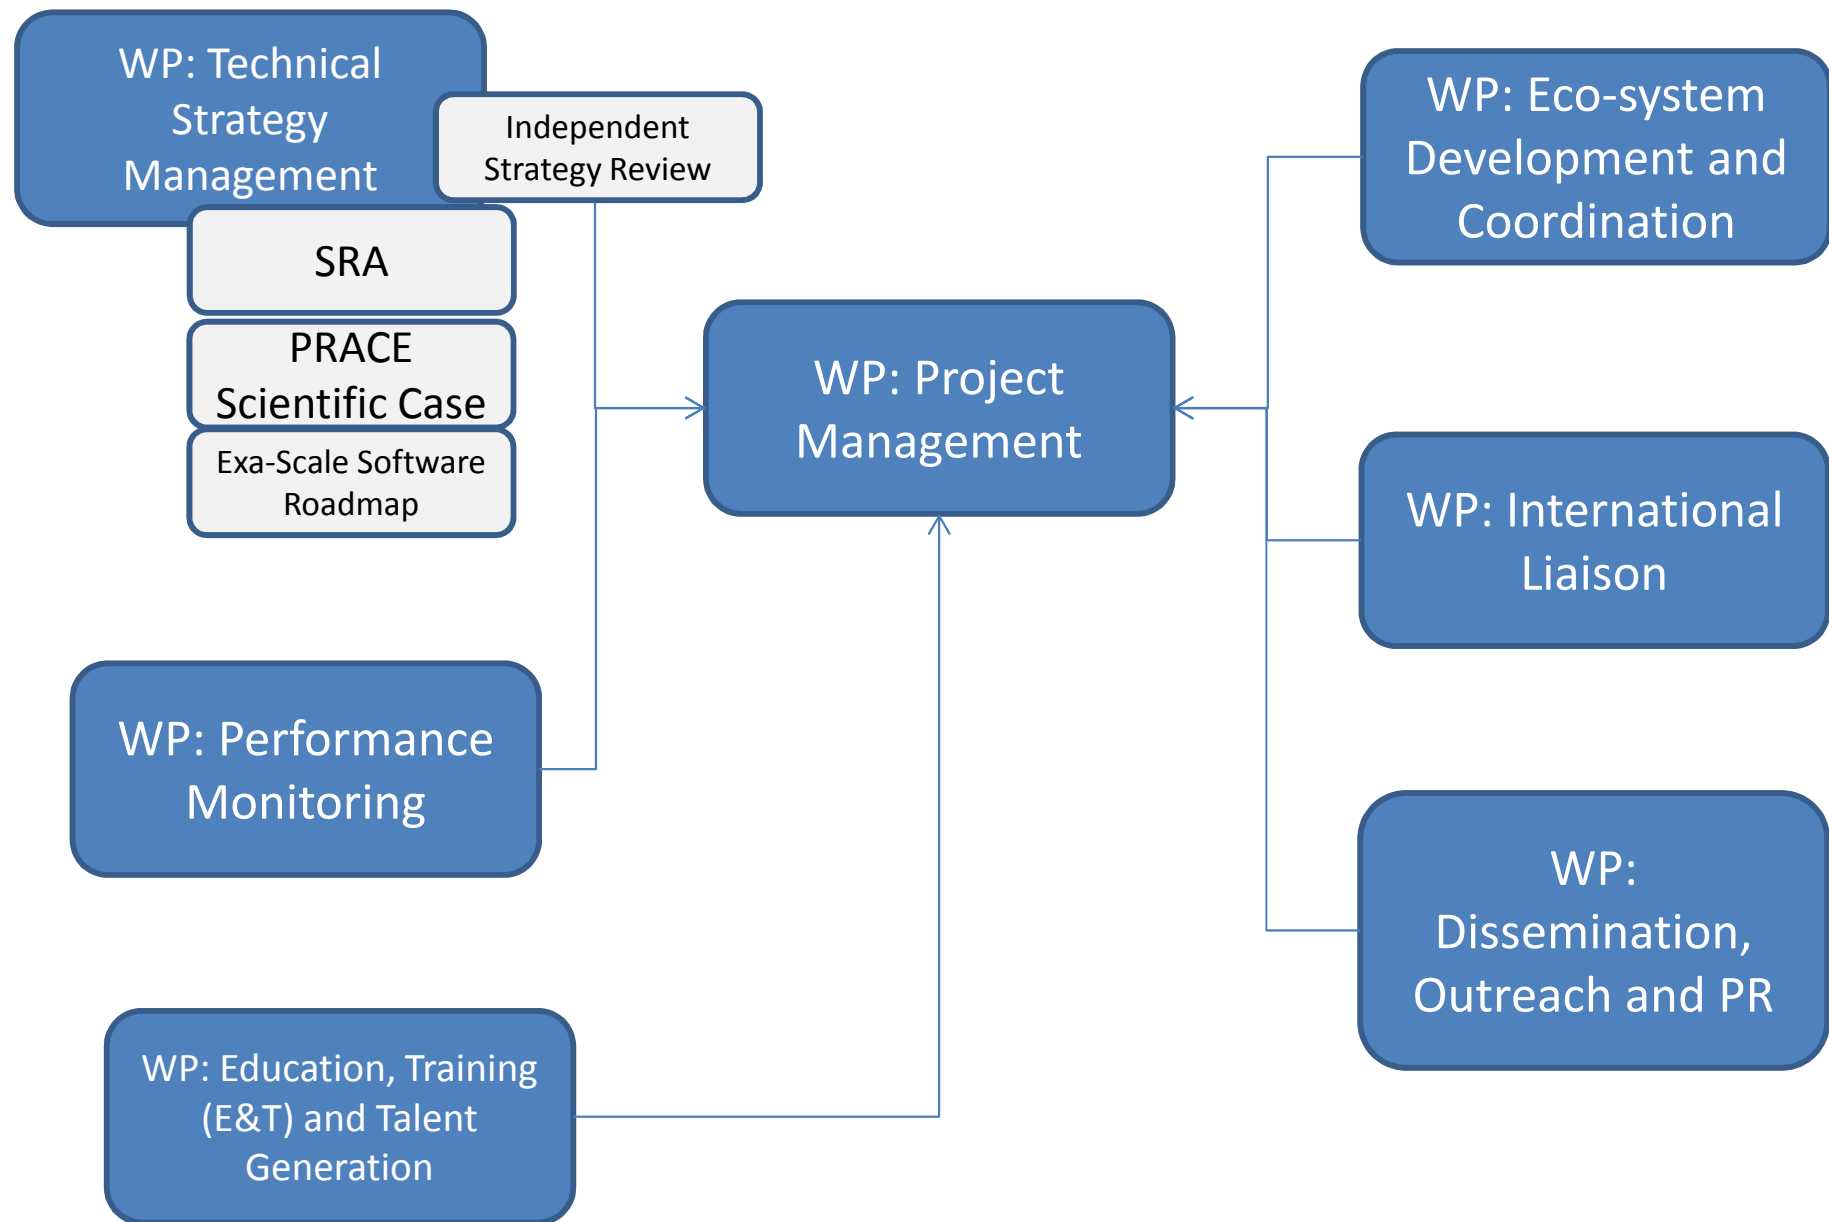 WP: Technical
Strategy
Management
Independent
Strategy Review
SRA
PRACE
Scientific Case
Exa-Scale Software
Roadmap
WP: Performance
Monitoring
WP: Education, Training
(E&T) and Talent
Generation
WP: Project
Management
WP: Eco-system
Development and
Coordination
WP: International
Liaison
WP:
Dissemination,
Outreach and PR